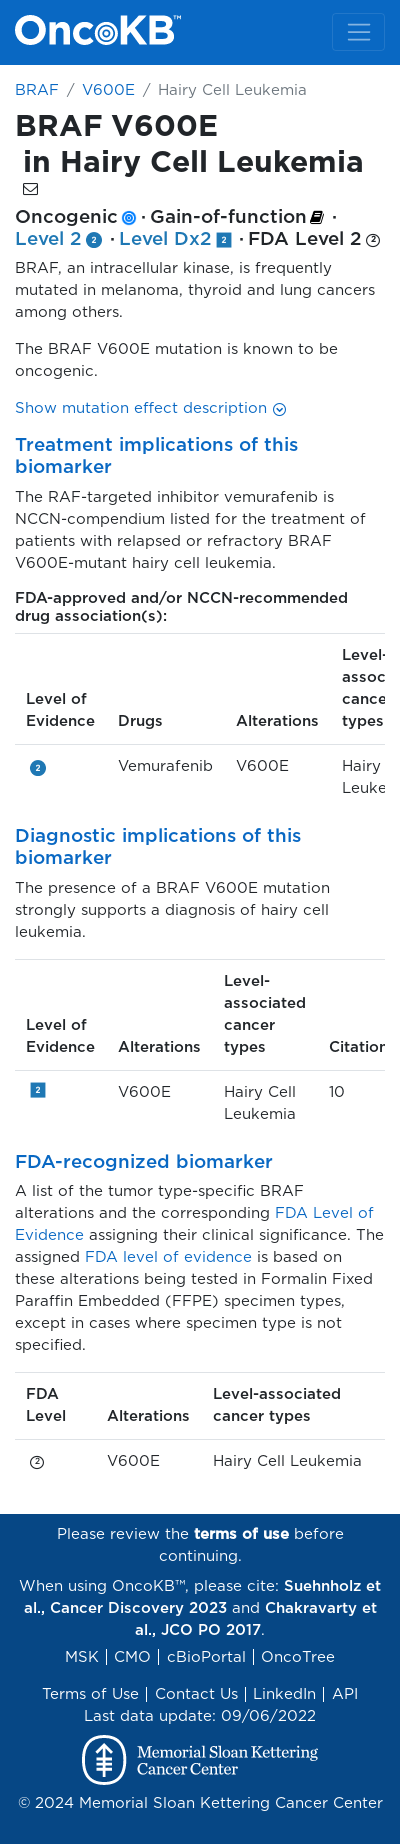 OncoKB™
BRAF / V600E / Hairy Cell Leukemia
BRAF V600E
in Hairy Cell Leukemia
Oncogenic · Gain-of-function ·
Level 2 2 · Level Dx2 2 · FDA Level 2 2
BRAF, an intracellular kinase, is frequently
mutated in melanoma, thyroid and lung cancers
among others.
The BRAF V600E mutation is known to be
oncogenic.
Show mutation effect description
Treatment implications of this
biomarker
The RAF-targeted inhibitor vemurafenib is
NCCN-compendium listed for the treatment of
patients with relapsed or refractory BRAF
V600E-mutant hairy cell leukemia.
FDA-approved and/or NCCN-recommended
drug association(s):
Level of
Evidence
Drugs
Alterations
Level-
assoc
cance
types
2
Vemurafenib
V600E
Hairy
Leuke
Diagnostic implications of this
biomarker
The presence of a BRAF V600E mutation
strongly supports a diagnosis of hairy cell
leukemia.
Level of
Evidence
Alterations
Level-
associated
cancer
types
Citation
2
V600E
Hairy Cell
Leukemia
10
FDA-recognized biomarker
A list of the tumor type-specific BRAF
alterations and the corresponding FDA Level of
Evidence assigning their clinical significance. The
assigned FDA level of evidence is based on
these alterations being tested in Formalin Fixed
Paraffin Embedded (FFPE) specimen types,
except in cases where specimen type is not
specified.
FDA
Level
Alterations
Level-associated
cancer types
2
V600E
Hairy Cell Leukemia
Please review the terms of use before
continuing.
When using OncoKB™, please cite: Suehnholz et
al., Cancer Discovery 2023 and Chakravarty et
al., JCO PO 2017.
MSK | CMO | cBioPortal | OncoTree
Terms of Use | Contact Us | LinkedIn | API
Last data update: 09/06/2022
Memorial Sloan Kettering
Cancer Center
© 2024 Memorial Sloan Kettering Cancer Center